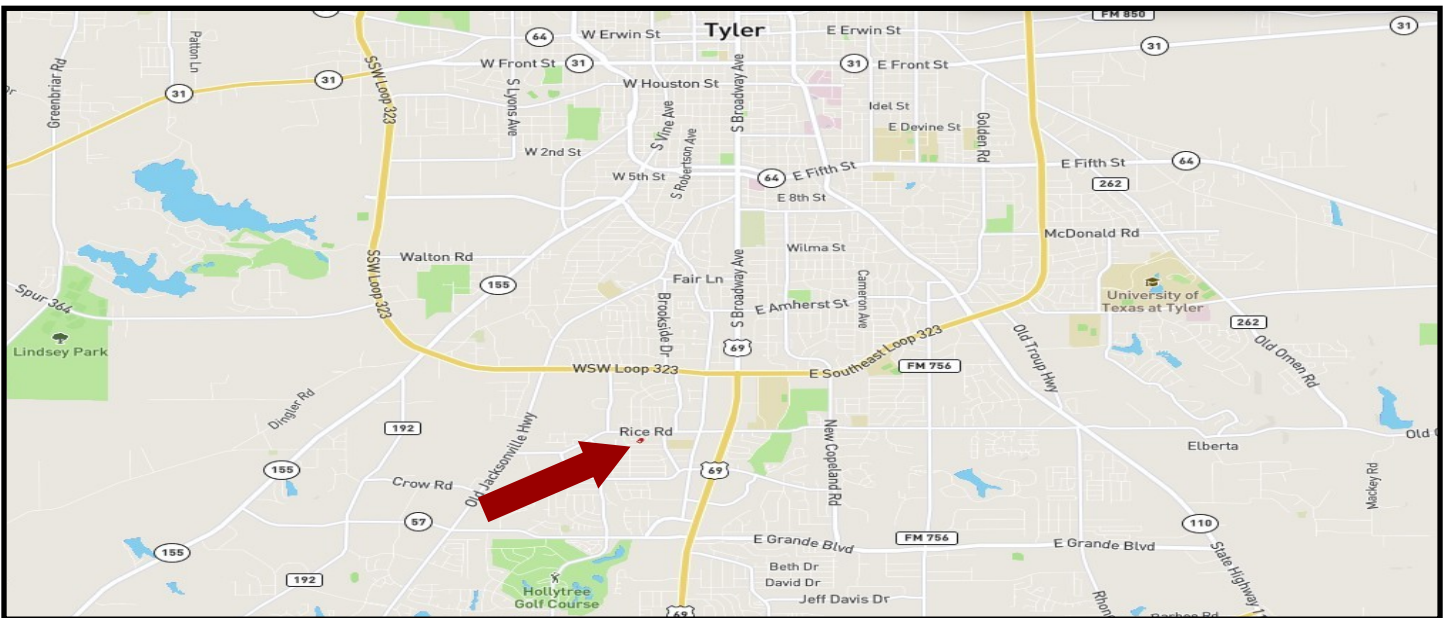 FM 850
31
Tyler
64
W Erwin St
E Erwin St
31
Patton Ln
W Front St
31
31
E Front St
Greenbriar Rd
SSW Loop 323
31
31
S Lyons Ave
W Houston St
S Broadway Ave
Idel St
E Devine St
Golden Rd
S Vine Ave
S Robertson Ave
W 2nd St
W 5th St
64
E Fifth St
E Fifth St
64
262
E 8th St
McDonald Rd
Wilma St
SSW Loop 323
Walton Rd
155
Fair Ln
S Broadway Ave
Cameron Ave
University of
Texas at Tyler
Spur 364
Brookside Dr
E Amherst St
262
Lindsey Park
69
Old Troup Hwy
Old Omen Rd
WSW Loop 323
E Southeast Loop 323
FM 756
Dingler Rd
192
Old Jacksonville Hwy
Rice Rd
New Copeland Rd
Elberta
Old
155
69
Mackey Rd
Crow Rd
57
110
155
E Grande Blvd
FM 756
E Grande Blvd
State Highway 11
192
Beth Dr
David Dr
Jeff Davis Dr
Hollytree
Golf Course
Rhon
69